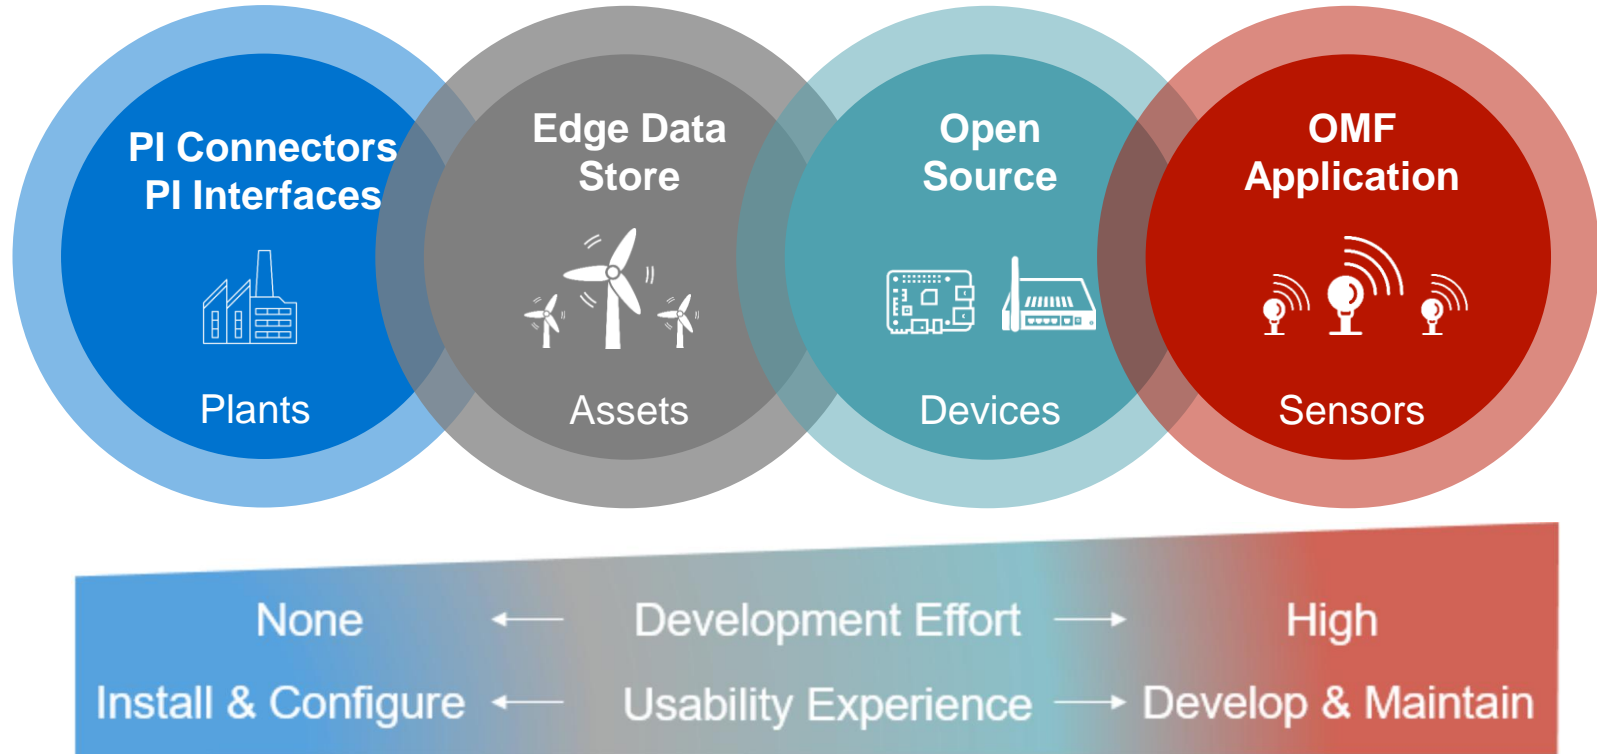 PI Connectors
PI Interfaces
Plants
Edge Data
Store
Assets
Open
Source
Devices
OMF
Application
Sensors
None Development Effort High
Install & Configure Usability Experience Develop & Maintain